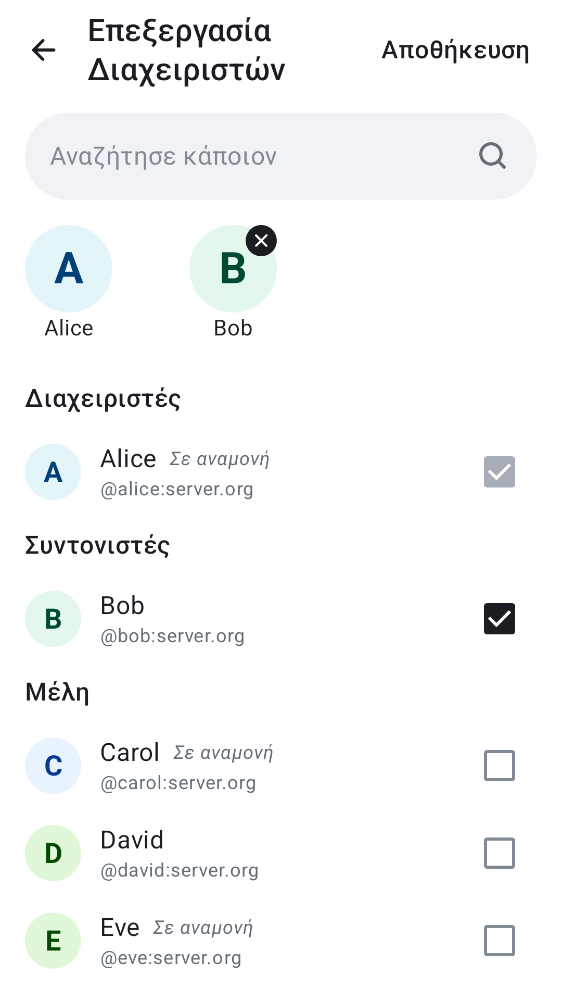 Επεξεργασία
Διαχειριστών
Αποθήκευση
Αναζήτησε κάποιον
A
B
Alice
Bob
Διαχειριστές
A
Alice Σε αναμονή
@alice:server.org
Συντονιστές
B
Bob
@bob:server.org
Μέλη
C
Carol Σε αναμονή
@carol:server.org
D
David
@david:server.org
E
Eve Σε αναμονή
@eve:server.org